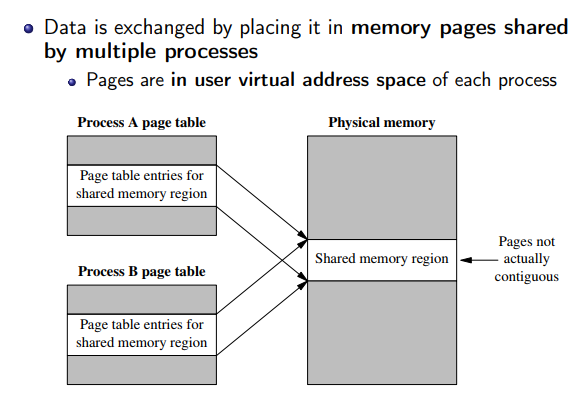 Data is exchanged by placing it in memory pages shared
by multiple processes
Pages are in user virtual address space of each process
Process A page table
Physical memory
Page table entries for
shared memory region
Shared memory region
Pages not
actually
contiguous
Process B page table
Page table entries for
shared memory region